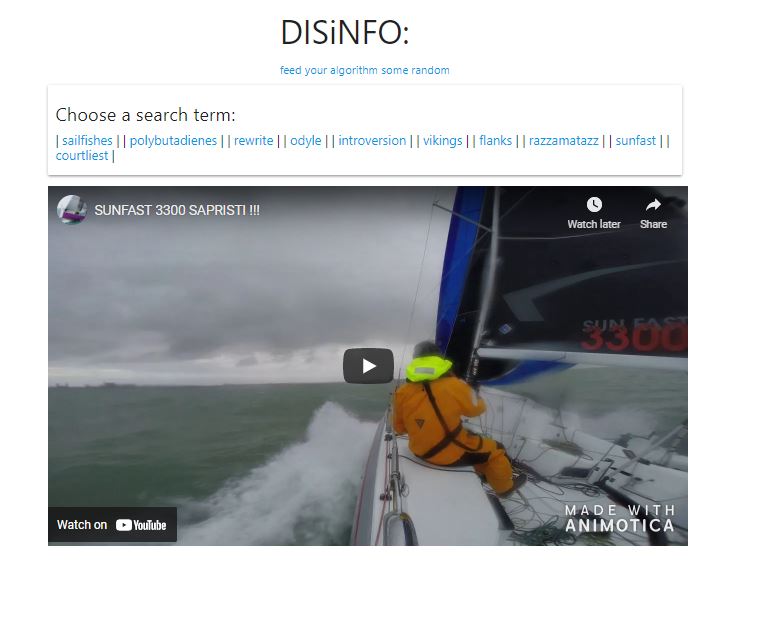 DISiNFO:
feed your algorithm some random
Choose a search term:
| sailfishes | | polybutadienes | | rewrite | | odyle | | introversion | | vikings | | flanks | | razzamatazz | | sunfast | |
courtliest |
SUNFAST 3300 SAPRISTI !!!
Watch later
Share
SUN FAST
3300
MADE WITH
ANIMOTICA
Watch on YouTube